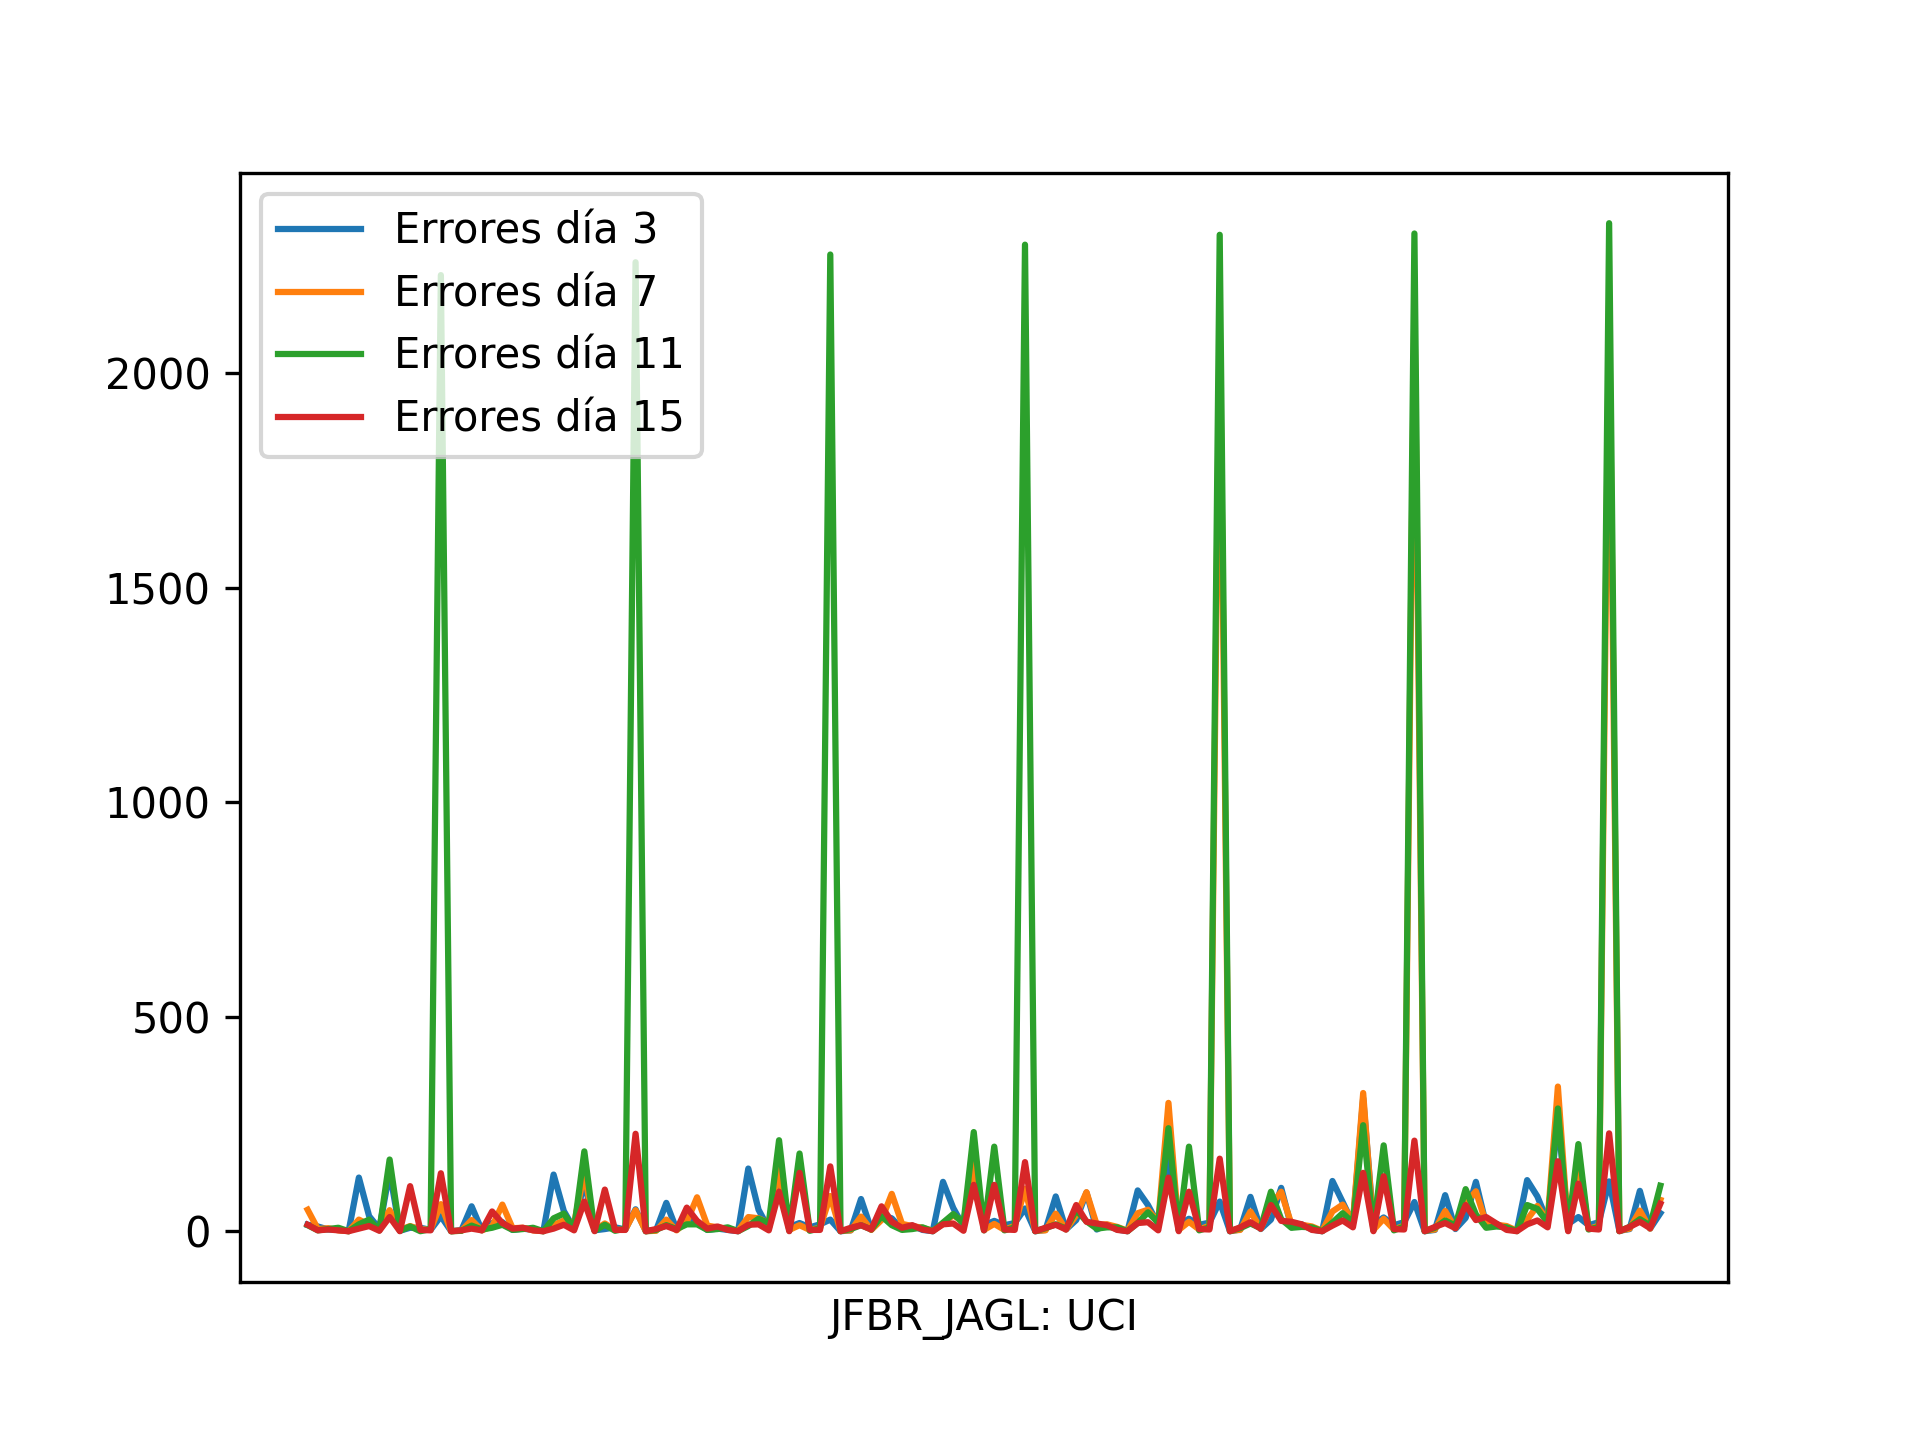 Errores día 3
Errores día 7
Errores día 11
Errores día 15
2000
1500
1000
500
0
JFBR_JAGL: UCI